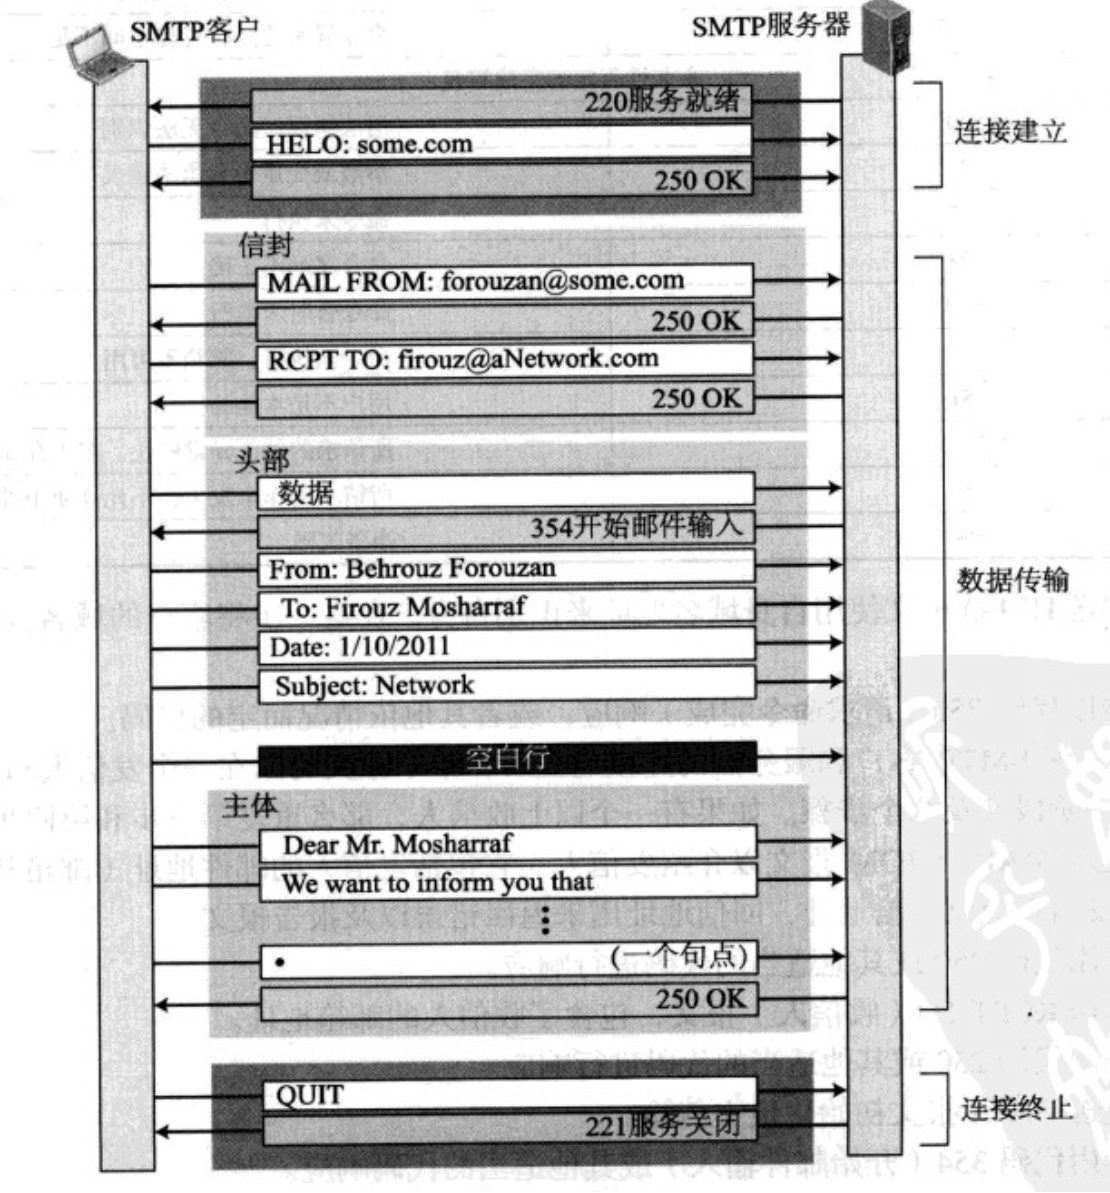 SMTP客户
SMTP服务器
220服务就绪
HELO: some.com
250 OK
连接建立
信封
MAIL FROM: forouzan@some.com
250 OK
RCPT TO: firouz@aNetwork.com
250 OK
头部
数据
354开始邮件输入
From: Behrouz Forouzan
To: Firouz Mosharraf
Date: 1/10/2011
Subject: Network
数据传输
空白行
主体
Dear Mr. Mosharraf
We want to inform you that
⋮
• (一个句点)
250 OK
QUIT
221服务关闭
连接终止